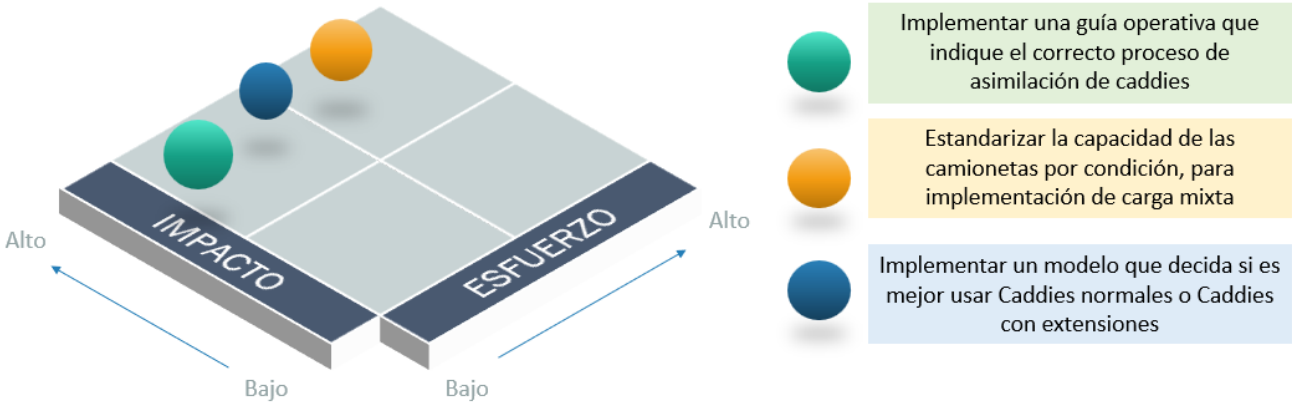 Implementar una guía operativa que
indique el correcto proceso de
asimilación de caddies
Estandarizar la capacidad de las
camionetas por condición, para
implementación de carga mixta
Implementar un modelo que decida si es
mejor usar Caddies normales o Caddies
con extensiones
IMPACTO
ESFUERZO
Alto
Alto
Bajo
Bajo